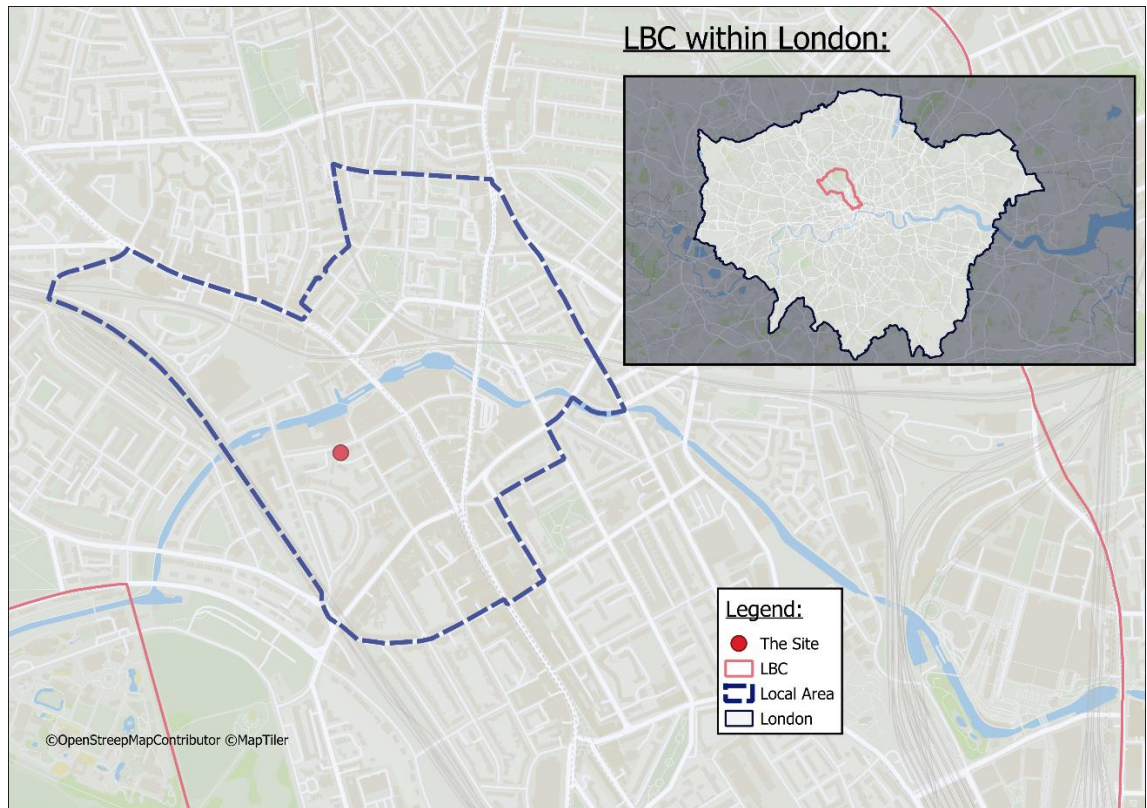 LBC within London:
Legend:
The Site
LBC
Local Area
London
©OpenStreepMapContributor ©MapTiler